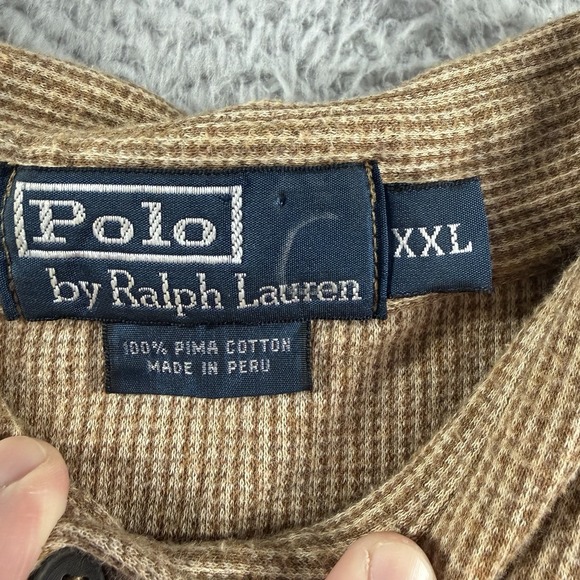 Polo
by Ralph Lauren
XXL
100% PIMA COTTON
MADE IN PERU